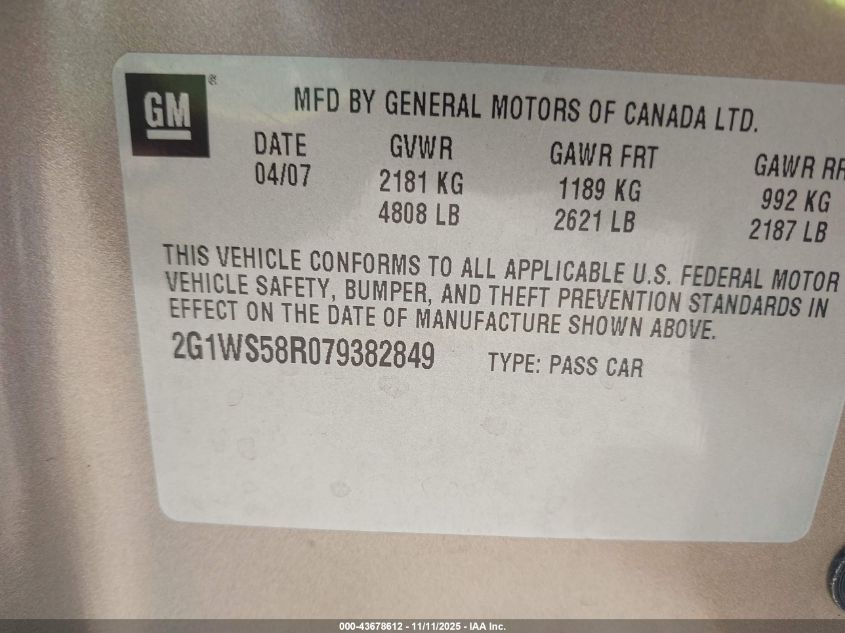 GM®
MFD BY GENERAL MOTORS OF CANADA LTD.
DATE GVWR GAWR FRT GAWR RR
04/07 2181 KG 1189 KG 992 KG
4808 LB 2621 LB 2187 LB
THIS VEHICLE CONFORMS TO ALL APPLICABLE U.S. FEDERAL MOTOR
VEHICLE SAFETY, BUMPER, AND THEFT PREVENTION STANDARDS IN
EFFECT ON THE DATE OF MANUFACTURE SHOWN ABOVE.
2G1WS58R079382849 TYPE: PASS CAR
000-43678612 - 11/11/2025 - IAA Inc.